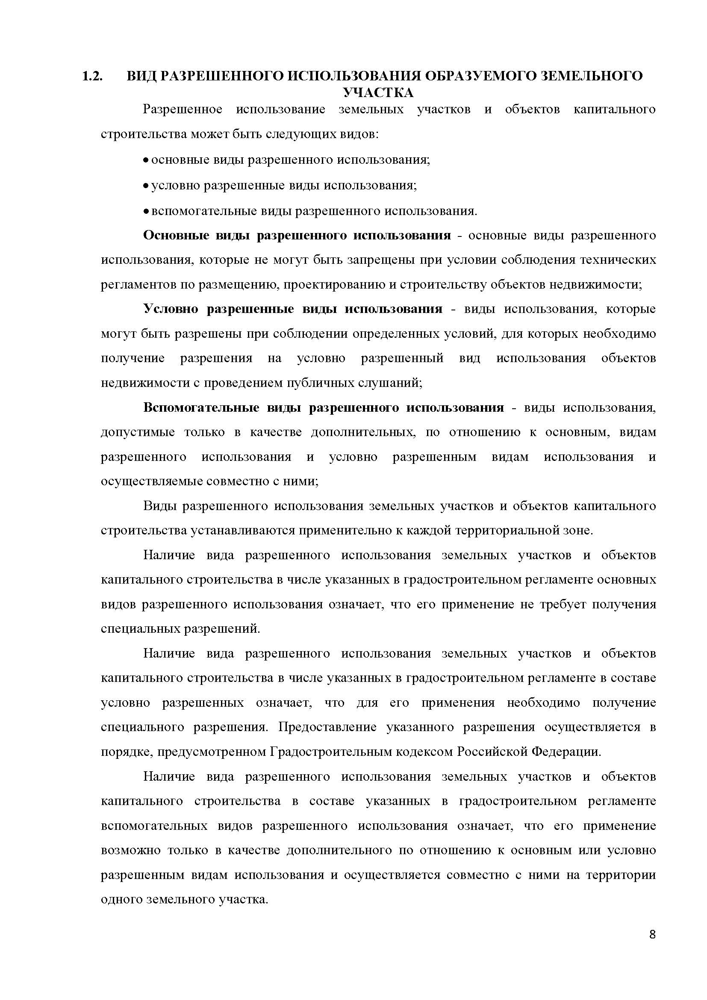 1.2. ВИД РАЗРЕШЕННОГО ИСПОЛЬЗОВАНИЯ ОБРАЗУЕМОГО ЗЕМЕЛЬНОГО
УЧАСТКА
Разрешенное использование земельных участков и объектов капитального
строительства может быть следующих видов:
• основные виды разрешенного использования;
• условно разрешенные виды использования;
• вспомогательные виды разрешенного использования.
Основные виды разрешенного использования - основные виды разрешенного
использования, которые не могут быть запрещены при условии соблюдения технических
регламентов по размещению, проектированию и строительству объектов недвижимости;
Условно разрешенные виды использования - виды использования, которые
могут быть разрешены при соблюдении определенных условий, для которых необходимо
получение разрешения на условно разрешенный вид использования объектов
недвижимости с проведением публичных слушаний;
Вспомогательные виды разрешенного использования - виды использования,
допустимые только в качестве дополнительных, по отношению к основным, видам
разрешенного использования и условно разрешенным видам использования и
осуществляемые совместно с ними;
Виды разрешенного использования земельных участков и объектов капитального
строительства устанавливаются применительно к каждой территориальной зоне.
Наличие вида разрешенного использования земельных участков и объектов
капитального строительства в числе указанных в градостроительном регламенте основных
видов разрешенного использования означает, что его применение не требует получения
специальных разрешений.
Наличие вида разрешенного использования земельных участков и объектов
капитального строительства в числе указанных в градостроительном регламенте в составе
условно разрешенных означает, что для его применения необходимо получение
специального разрешения. Предоставление указанного разрешения осуществляется в
порядке, предусмотренном Градостроительным кодексом Российской Федерации.
Наличие вида разрешенного использования земельных участков и объектов
капитального строительства в составе указанных в градостроительном регламенте
вспомогательных видов разрешенного использования означает, что его применение
возможно только в качестве дополнительного по отношению к основным или условно
разрешенным видам использования и осуществляется совместно с ними на территории
одного земельного участка.
8